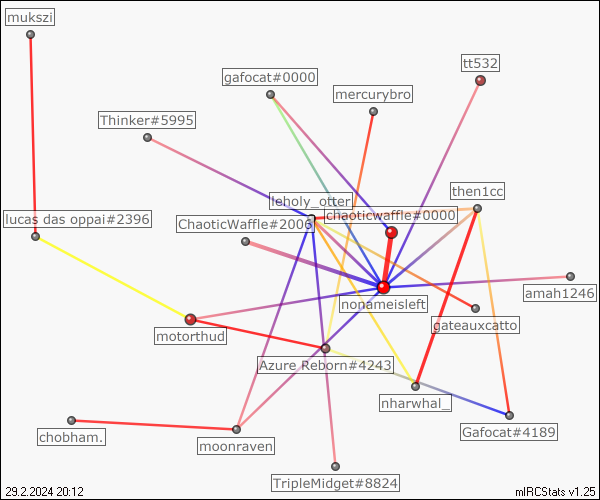 mukszi
tt532
gafocat#0000
mercurybro
Thinker#5995
then1cc
leholy_otter
chaoticwaffle#0000
lucas das oppai#2396
ChaoticWaffle#2006
amah1246
nonameisleft
gateauxcatto
motorthud
Azure Reborn#4243
nharwhal_
Gafocat#4189
chobham.
moonraven
TripleMidget#8824
29.2.2024 20:12
mIRCStats v1.25